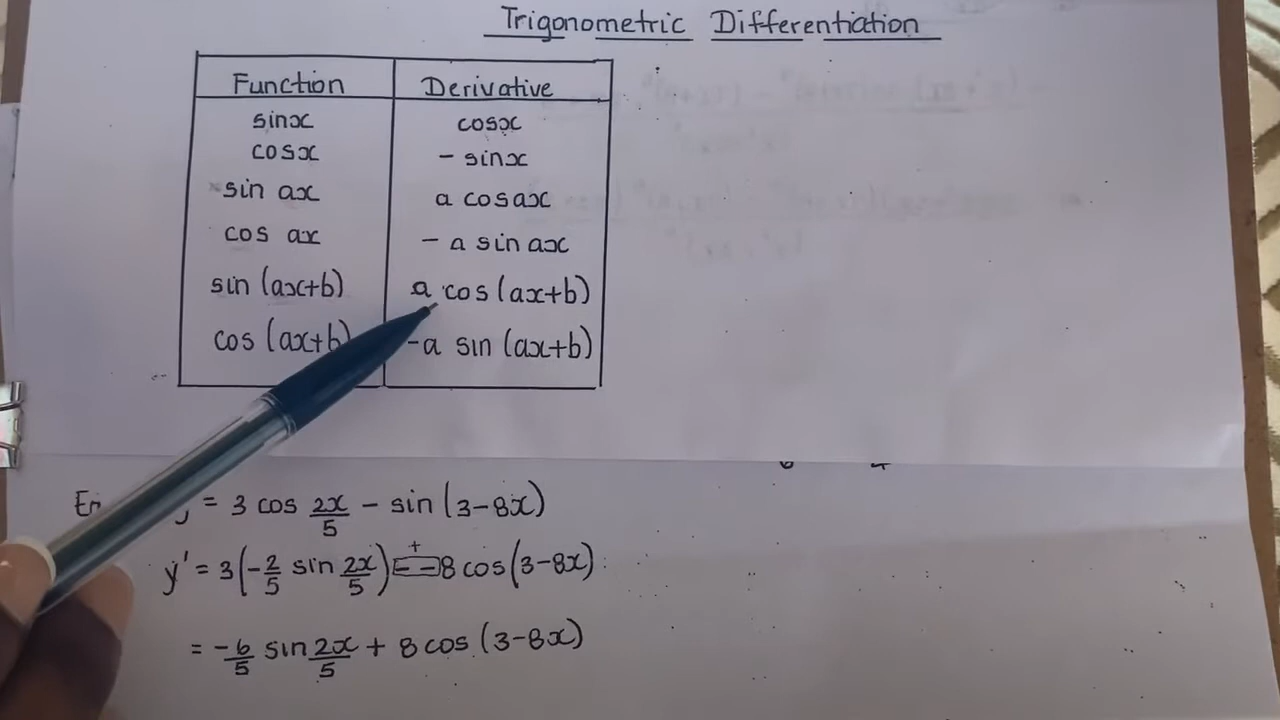 Trigonometric Differentiation
Function Derivative
sinx cosx
cosx - sinx
sin ax a cosax
cos ax - a sin ax
sin (ax+b) a cos (ax+b)
cos (ax+b) -a sin (ax+b)
= 3 cos 2x/5 - sin (3-8x)
y' = 3(-2/5 sin 2x/5) - -8 cos(3-8x) +
= -6/5 sin 2x/5 + 8 cos (3-8x)